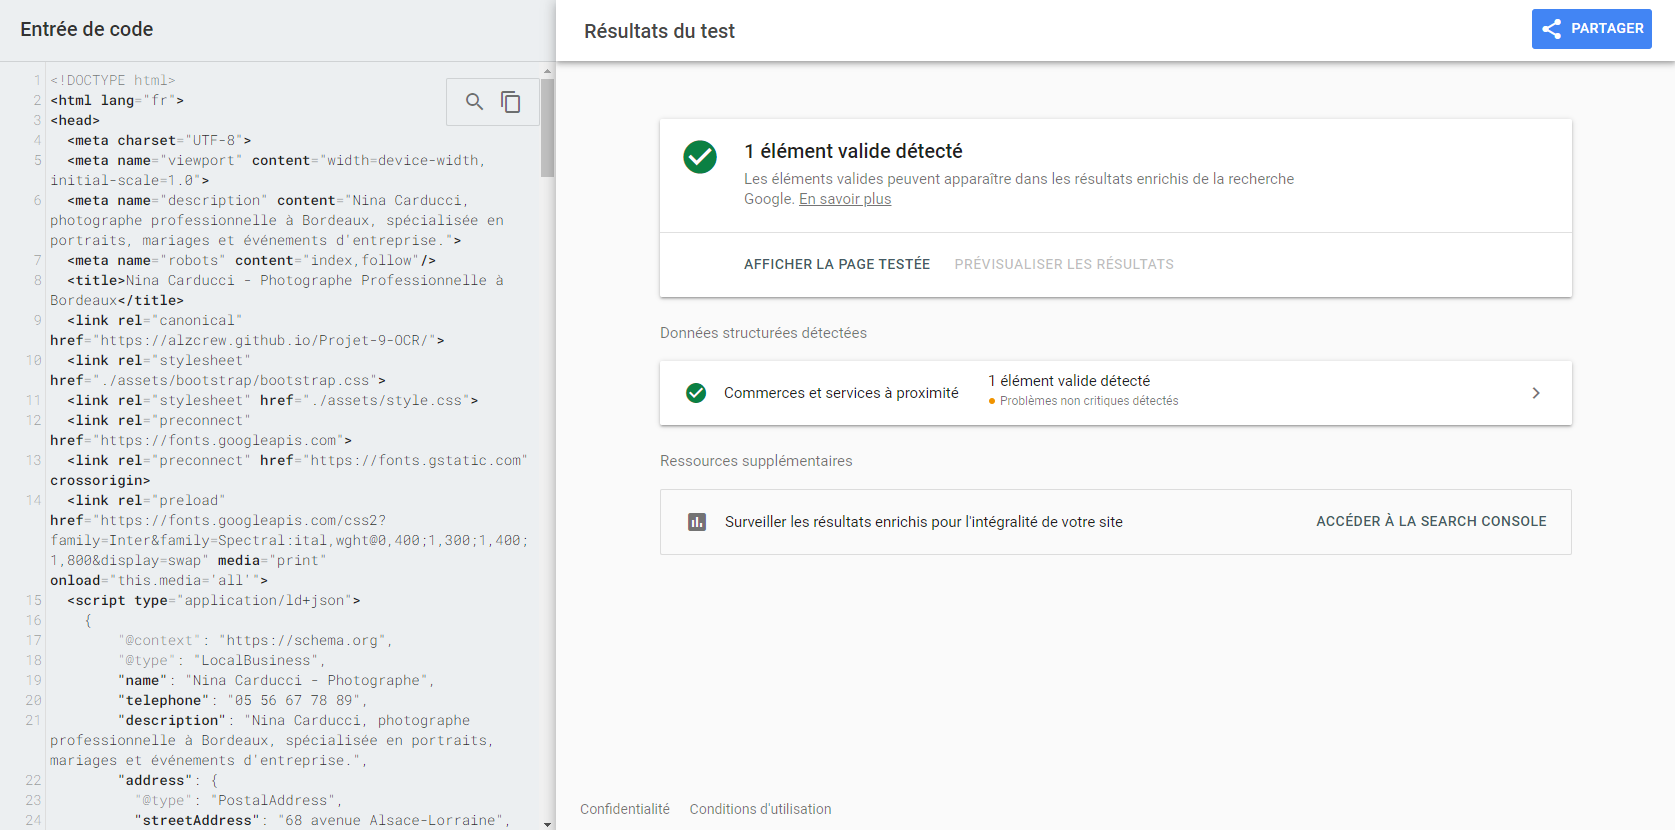 Entrée de code
1 <!DOCTYPE html>
2 <html lang="fr">
3 <head>
4 <meta charset="UTF-8">
5 <meta name="viewport" content="width=device-width,
initial-scale=1.0">
6 <meta name="description" content="Nina Carducci,
photographe professionnelle à Bordeaux, spécialisée en
portraits, mariages et événements d'entreprise.">
7 <meta name="robots" content="index,follow"/>
8 <title>Nina Carducci - Photographe Professionnelle à
Bordeaux</title>
9 <link rel="canonical"
href="https://alzcrew.github.io/Projet-9-OCR/">
10 <link rel="stylesheet"
href="./assets/bootstrap/bootstrap.css">
11 <link rel="stylesheet" href="./assets/style.css">
12 <link rel="preconnect"
href="https://fonts.googleapis.com">
13 <link rel="preconnect" href="https://fonts.gstatic.com"
crossorigin>
14 <link rel="preload"
href="https://fonts.googleapis.com/css2?
family=Inter&family=Spectral:ital,wght@0,400;1,300;1,400;
1,800&display=swap" media="print"
onload="this.media='all'">
15 <script type="application/ld+json">
16 {
17 "@context": "https://schema.org",
18 "@type": "LocalBusiness",
19 "name": "Nina Carducci - Photographe",
20 "telephone": "05 56 67 78 89",
21 "description": "Nina Carducci, photographe
professionnelle à Bordeaux, spécialisée en portraits,
mariages et événements d'entreprise.",
22 "address": {
23 "@type": "PostalAddress",
24 "streetAddress": "68 avenue Alsace-Lorraine",
Résultats du test
PARTAGER
1 élément valide détecté
Les éléments valides peuvent apparaître dans les résultats enrichis de la recherche
Google. En savoir plus
AFFICHER LA PAGE TESTÉE PRÉVISUALISER LES RÉSULTATS
Données structurées détectées
Commerces et services à proximité
1 élément valide détecté
Problèmes non critiques détectés
Ressources supplémentaires
Surveiller les résultats enrichis pour l'intégralité de votre site
ACCÉDER À LA SEARCH CONSOLE
Confidentialité Conditions d'utilisation